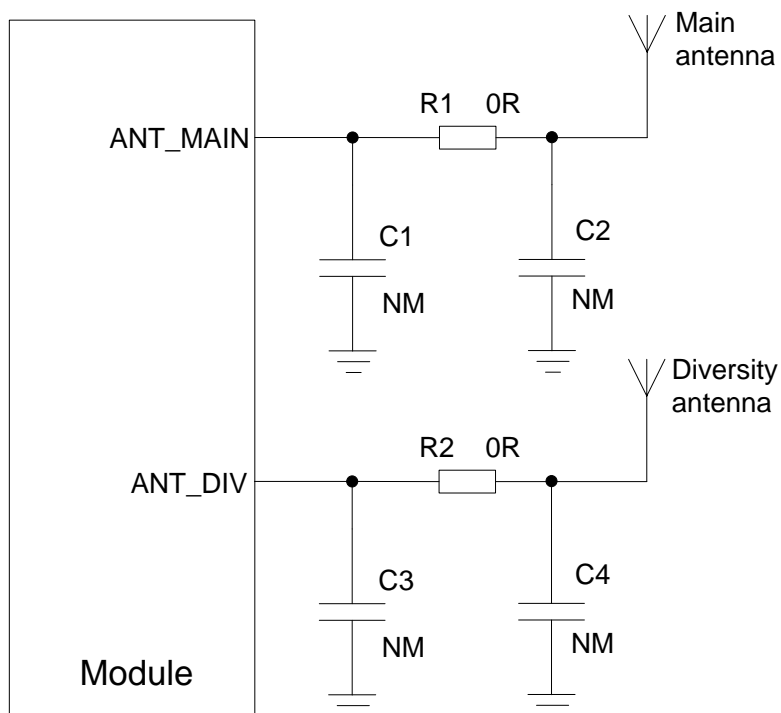 Main
antenna
R1 0R
ANT_MAIN
C1
C2
NM
NM
Diversity
antenna
R2 0R
ANT_DIV
C3
C4
NM
NM
Module